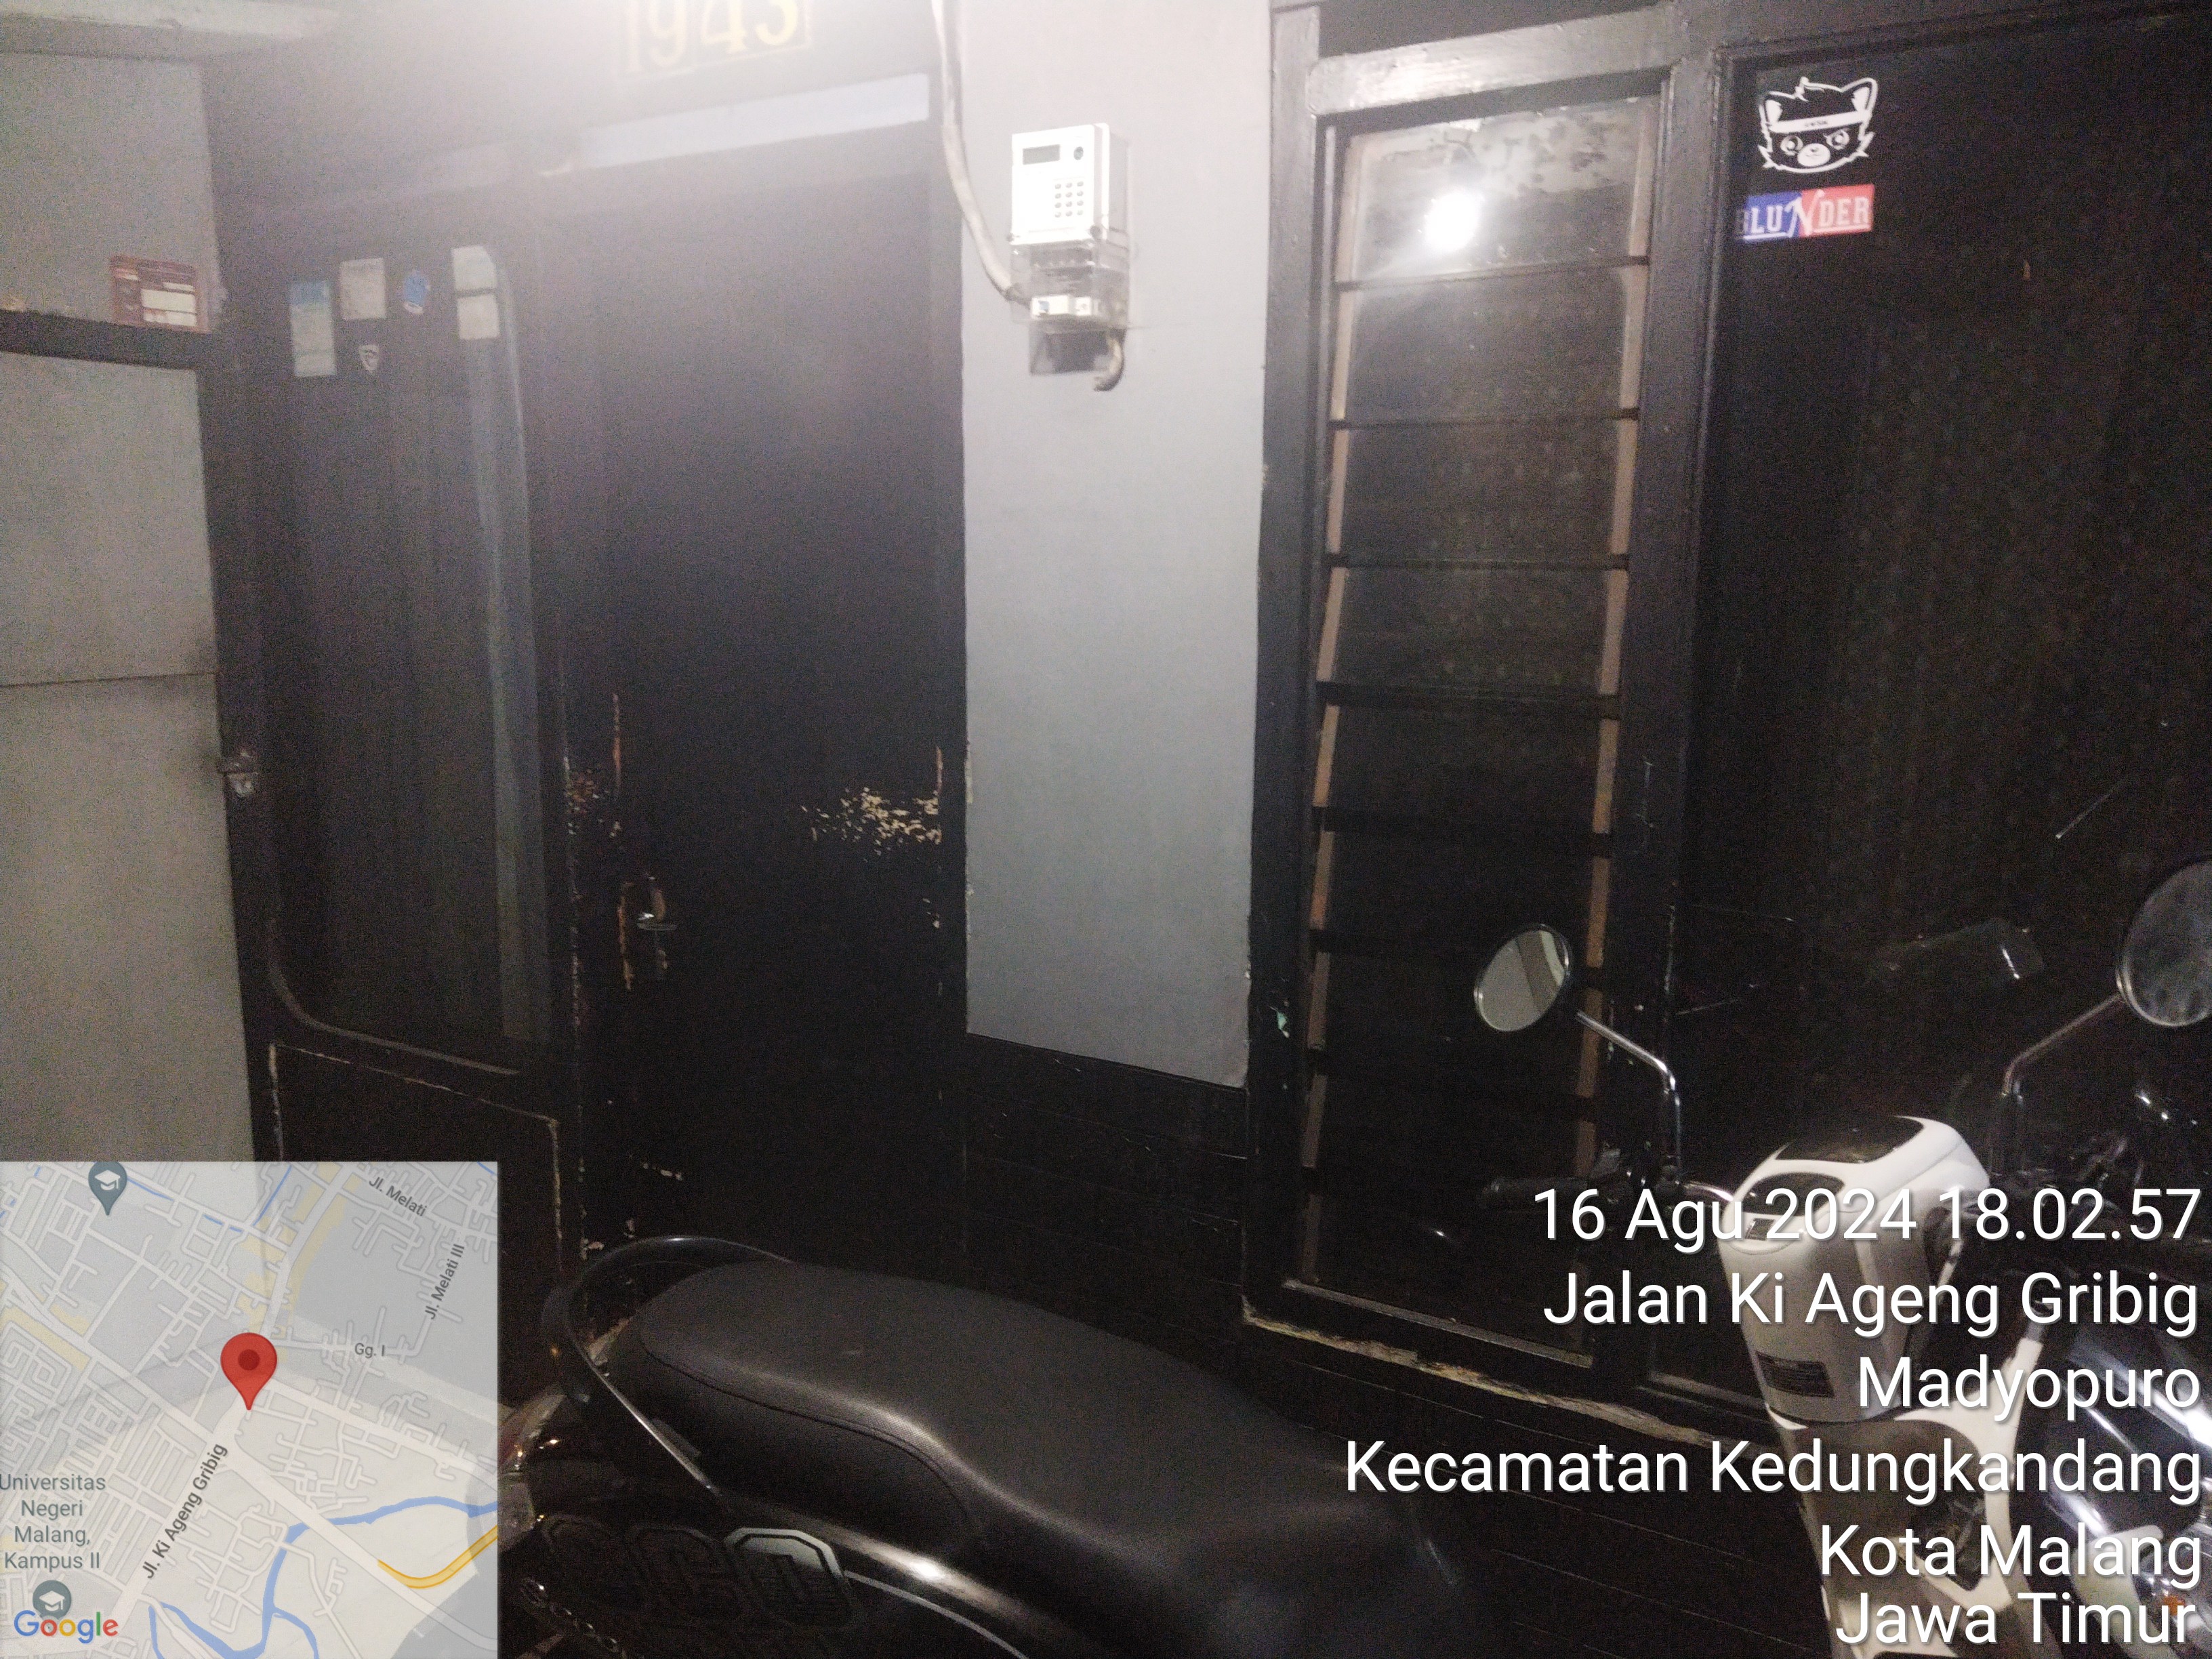 1943
BLUNDER
16 Agu 2024 18.02.57
Jalan Ki Ageng Gribig
Madyopuro
Kecamatan Kedungkandang
Kota Malang
Jawa Timur
Jl. Melati
Jl. Melati III
Gg. I
Jl. Ki Ageng Gribig
Universitas
Negeri
Malang,
Kampus II
Google